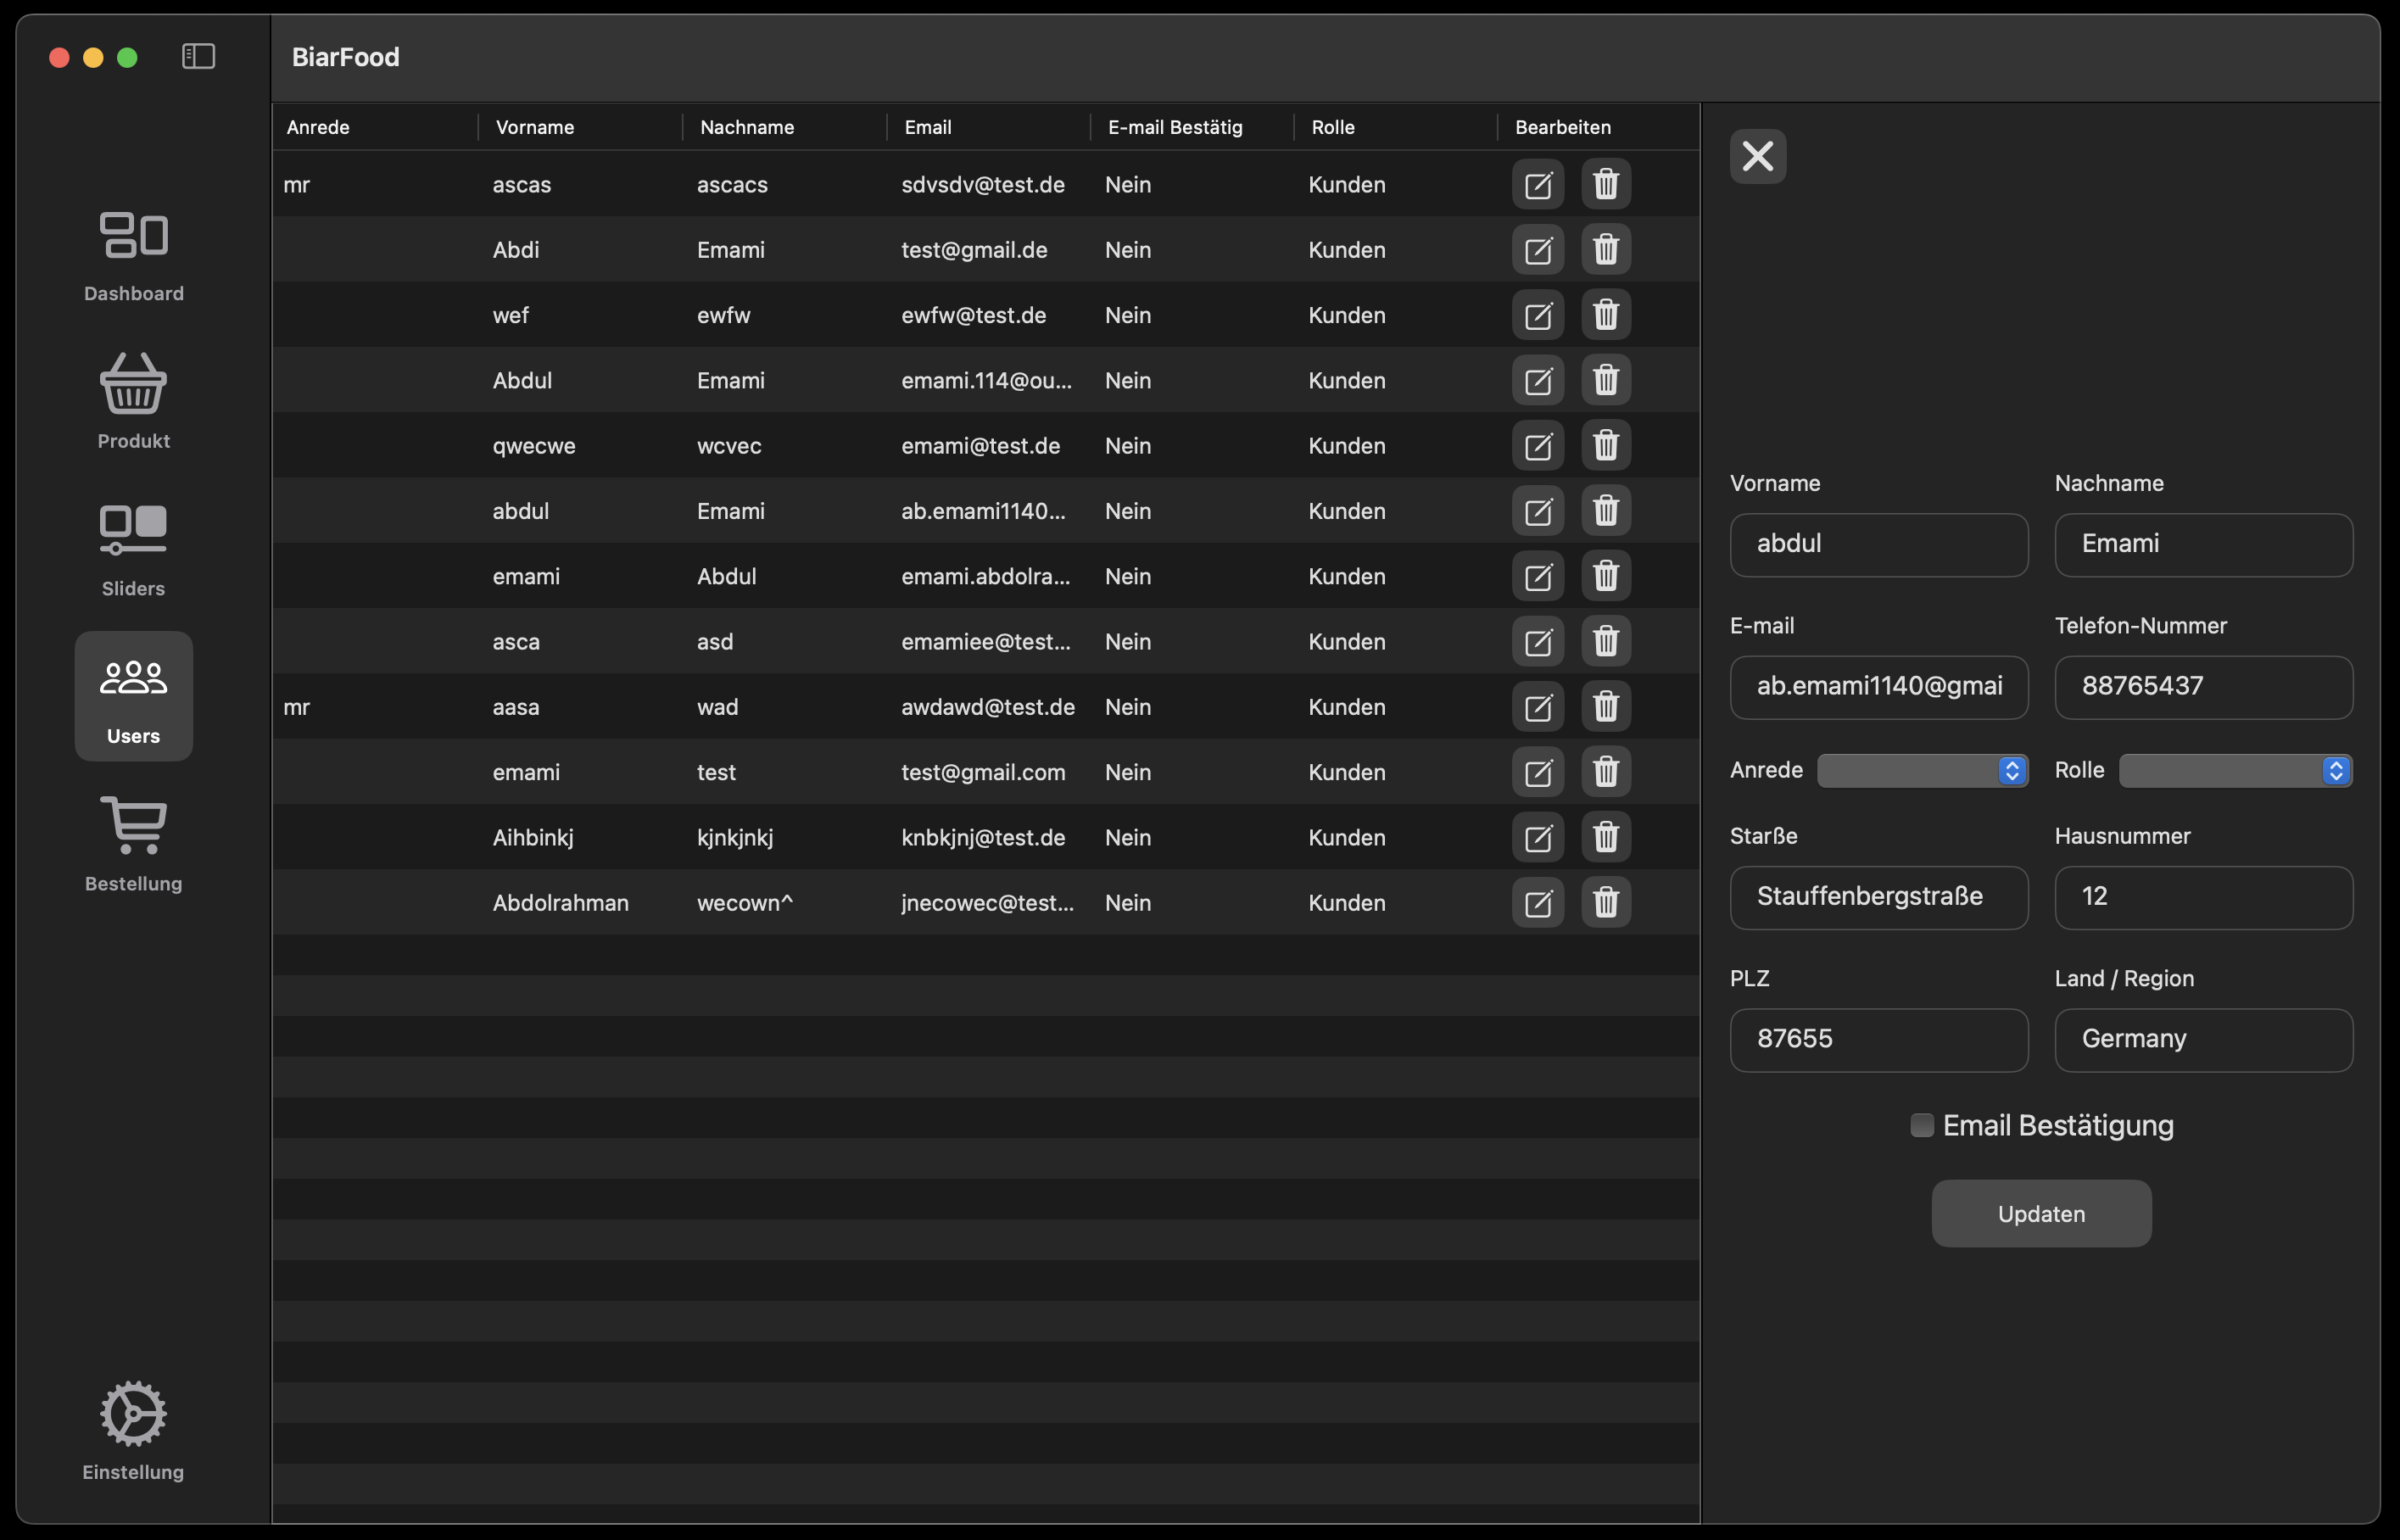 BiarFood
Dashboard
Produkt
Sliders
Users
Bestellung
Einstellung
Anrede Vorname Nachname Email E-mail Bestätig Rolle Bearbeiten
mr ascas ascacs sdvsdv@test.de Nein Kunden
Abdi Emami test@gmail.de Nein Kunden
wef ewfw ewfw@test.de Nein Kunden
Abdul Emami emami.114@ou... Nein Kunden
qwecwe wcvec emami@test.de Nein Kunden
abdul Emami ab.emami1140... Nein Kunden
emami Abdul emami.abdolra... Nein Kunden
asca asd emamiee@test... Nein Kunden
mr aasa wad awdawd@test.de Nein Kunden
emami test test@gmail.com Nein Kunden
Aihbinkj kjnkjnkj knbkjnj@test.de Nein Kunden
Abdolrahman wecown^ jnecowec@test... Nein Kunden
Vorname Nachname
abdul Emami
E-mail Telefon-Nummer
ab.emami1140@gmai 88765437
Anrede Rolle
Starße Hausnummer
Stauffenbergstraße 12
PLZ Land / Region
87655 Germany
Email Bestätigung
Updaten